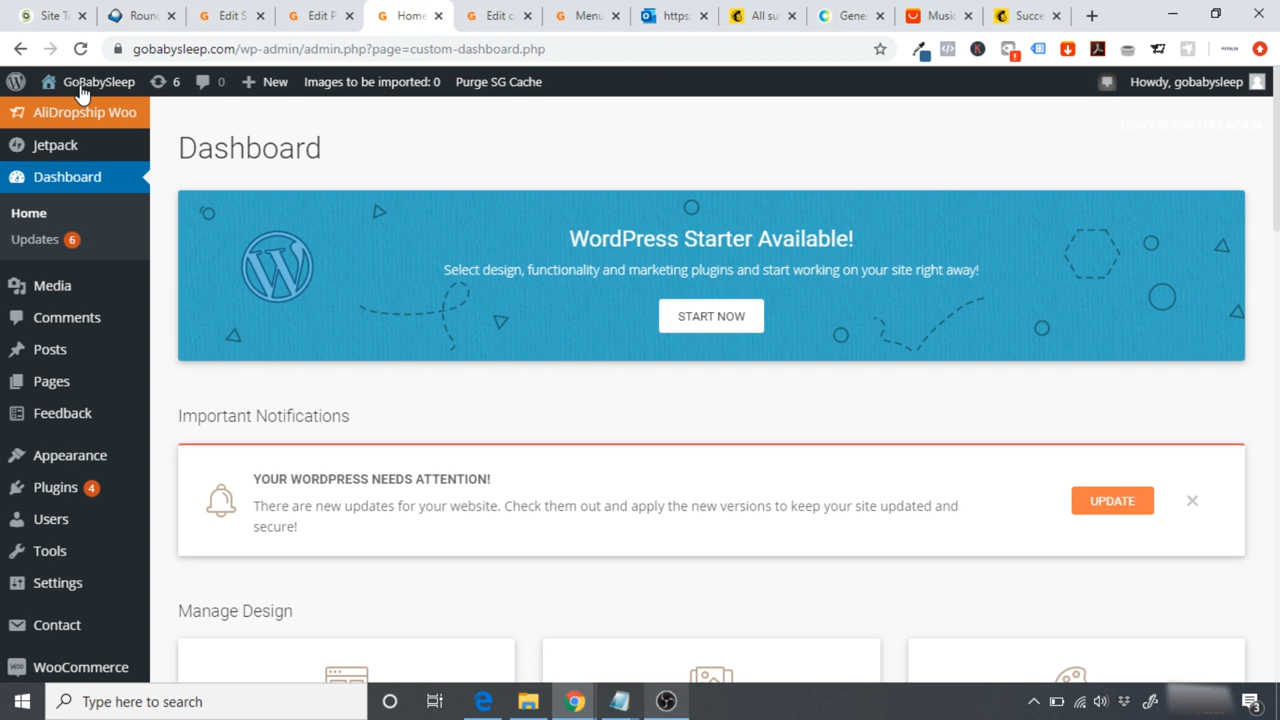 Site T
Roun
Edit S
Edit P
Home
Edit c
Menu
https:
All su
Gene
Music
Succe
gobabysleep.com/wp-admin/admin.php?page=custom-dashboard.php
GoBabySleep
6
0
New
Images to be imported: 0
Purge SG Cache
Howdy, gobabysleep
AliDropship Woo
DON'T SHOW THIS AGAIN
Jetpack
Dashboard
Home
Updates 6
Media
Comments
Posts
Pages
Feedback
Appearance
Plugins 4
Users
Tools
Settings
Contact
WooCommerce
Dashboard
WordPress Starter Available!
Select design, functionality and marketing plugins and start working on your site right away!
START NOW
Important Notifications
YOUR WORDPRESS NEEDS ATTENTION!
There are new updates for your website. Check them out and apply the new versions to keep your site updated and
secure!
UPDATE
Manage Design
Type here to search
3